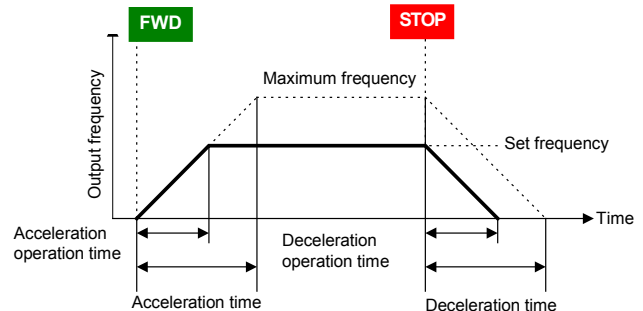 FWD
STOP
Output frequency
Maximum frequency
Set frequency
Time
Acceleration
operation time
Deceleration
operation time
Acceleration time
Deceleration time